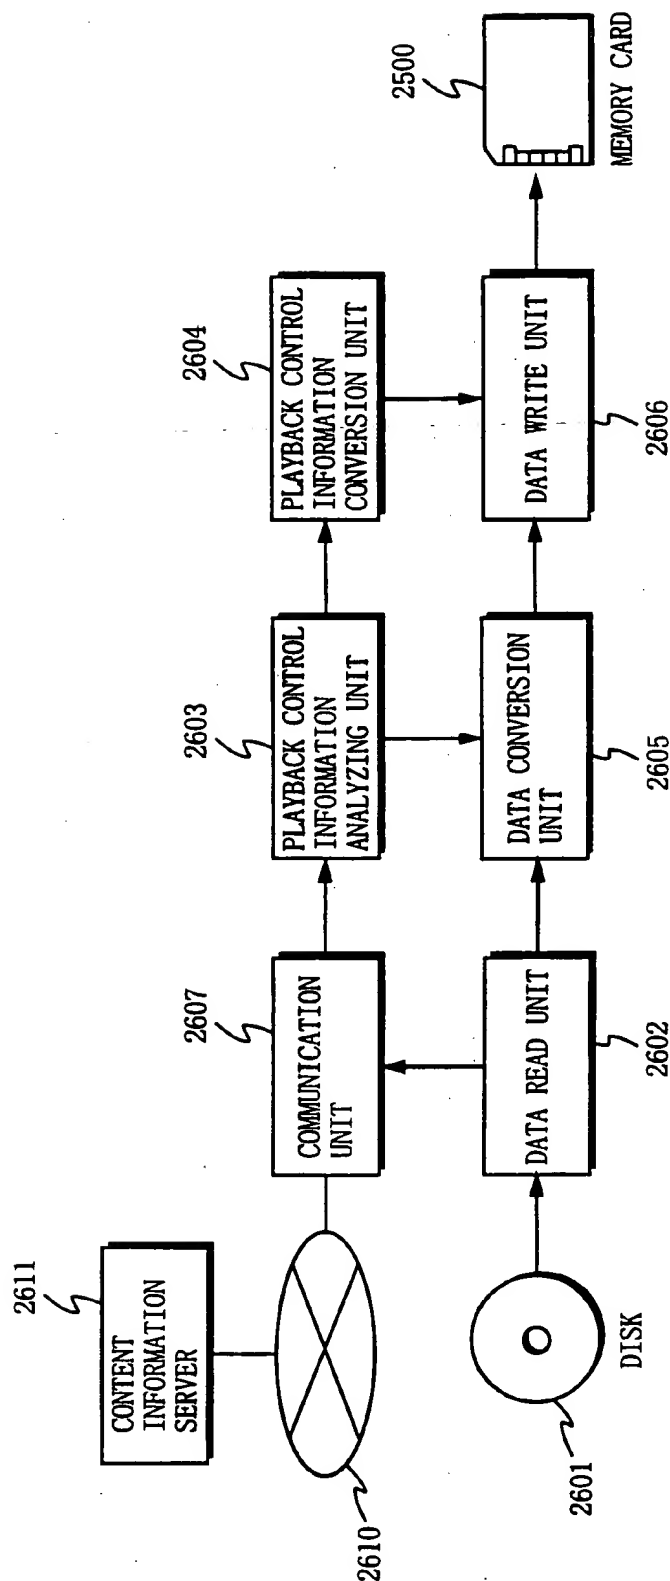 2611
CONTENT
INFORMATION
SERVER
2610
2607
COMMUNICATION
UNIT
2603
PLAYBACK CONTROL
INFORMATION
ANALYZING UNIT
2604
PLAYBACK CONTROL
INFORMATION
CONVERSION UNIT
2500
MEMORY CARD
2601
DISK
DATA READ UNIT
2602
DATA CONVERSION
UNIT
2605
DATA WRITE UNIT
2606